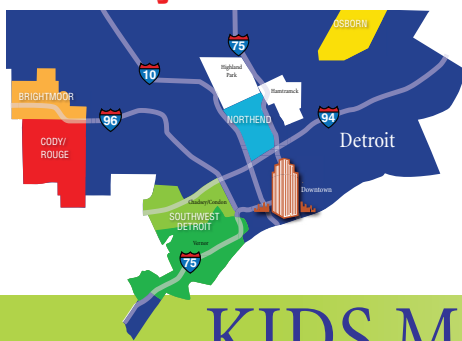 OSBORN
75
Highland
Park
10
Hamtramck
BRIGHTMOOR
96
NORTHEND
94
CODY/
ROUGE
Detroit
Downtown
Chadsey/Condon
SOUTHWEST
DETROIT
Vernor
75
KIDS M